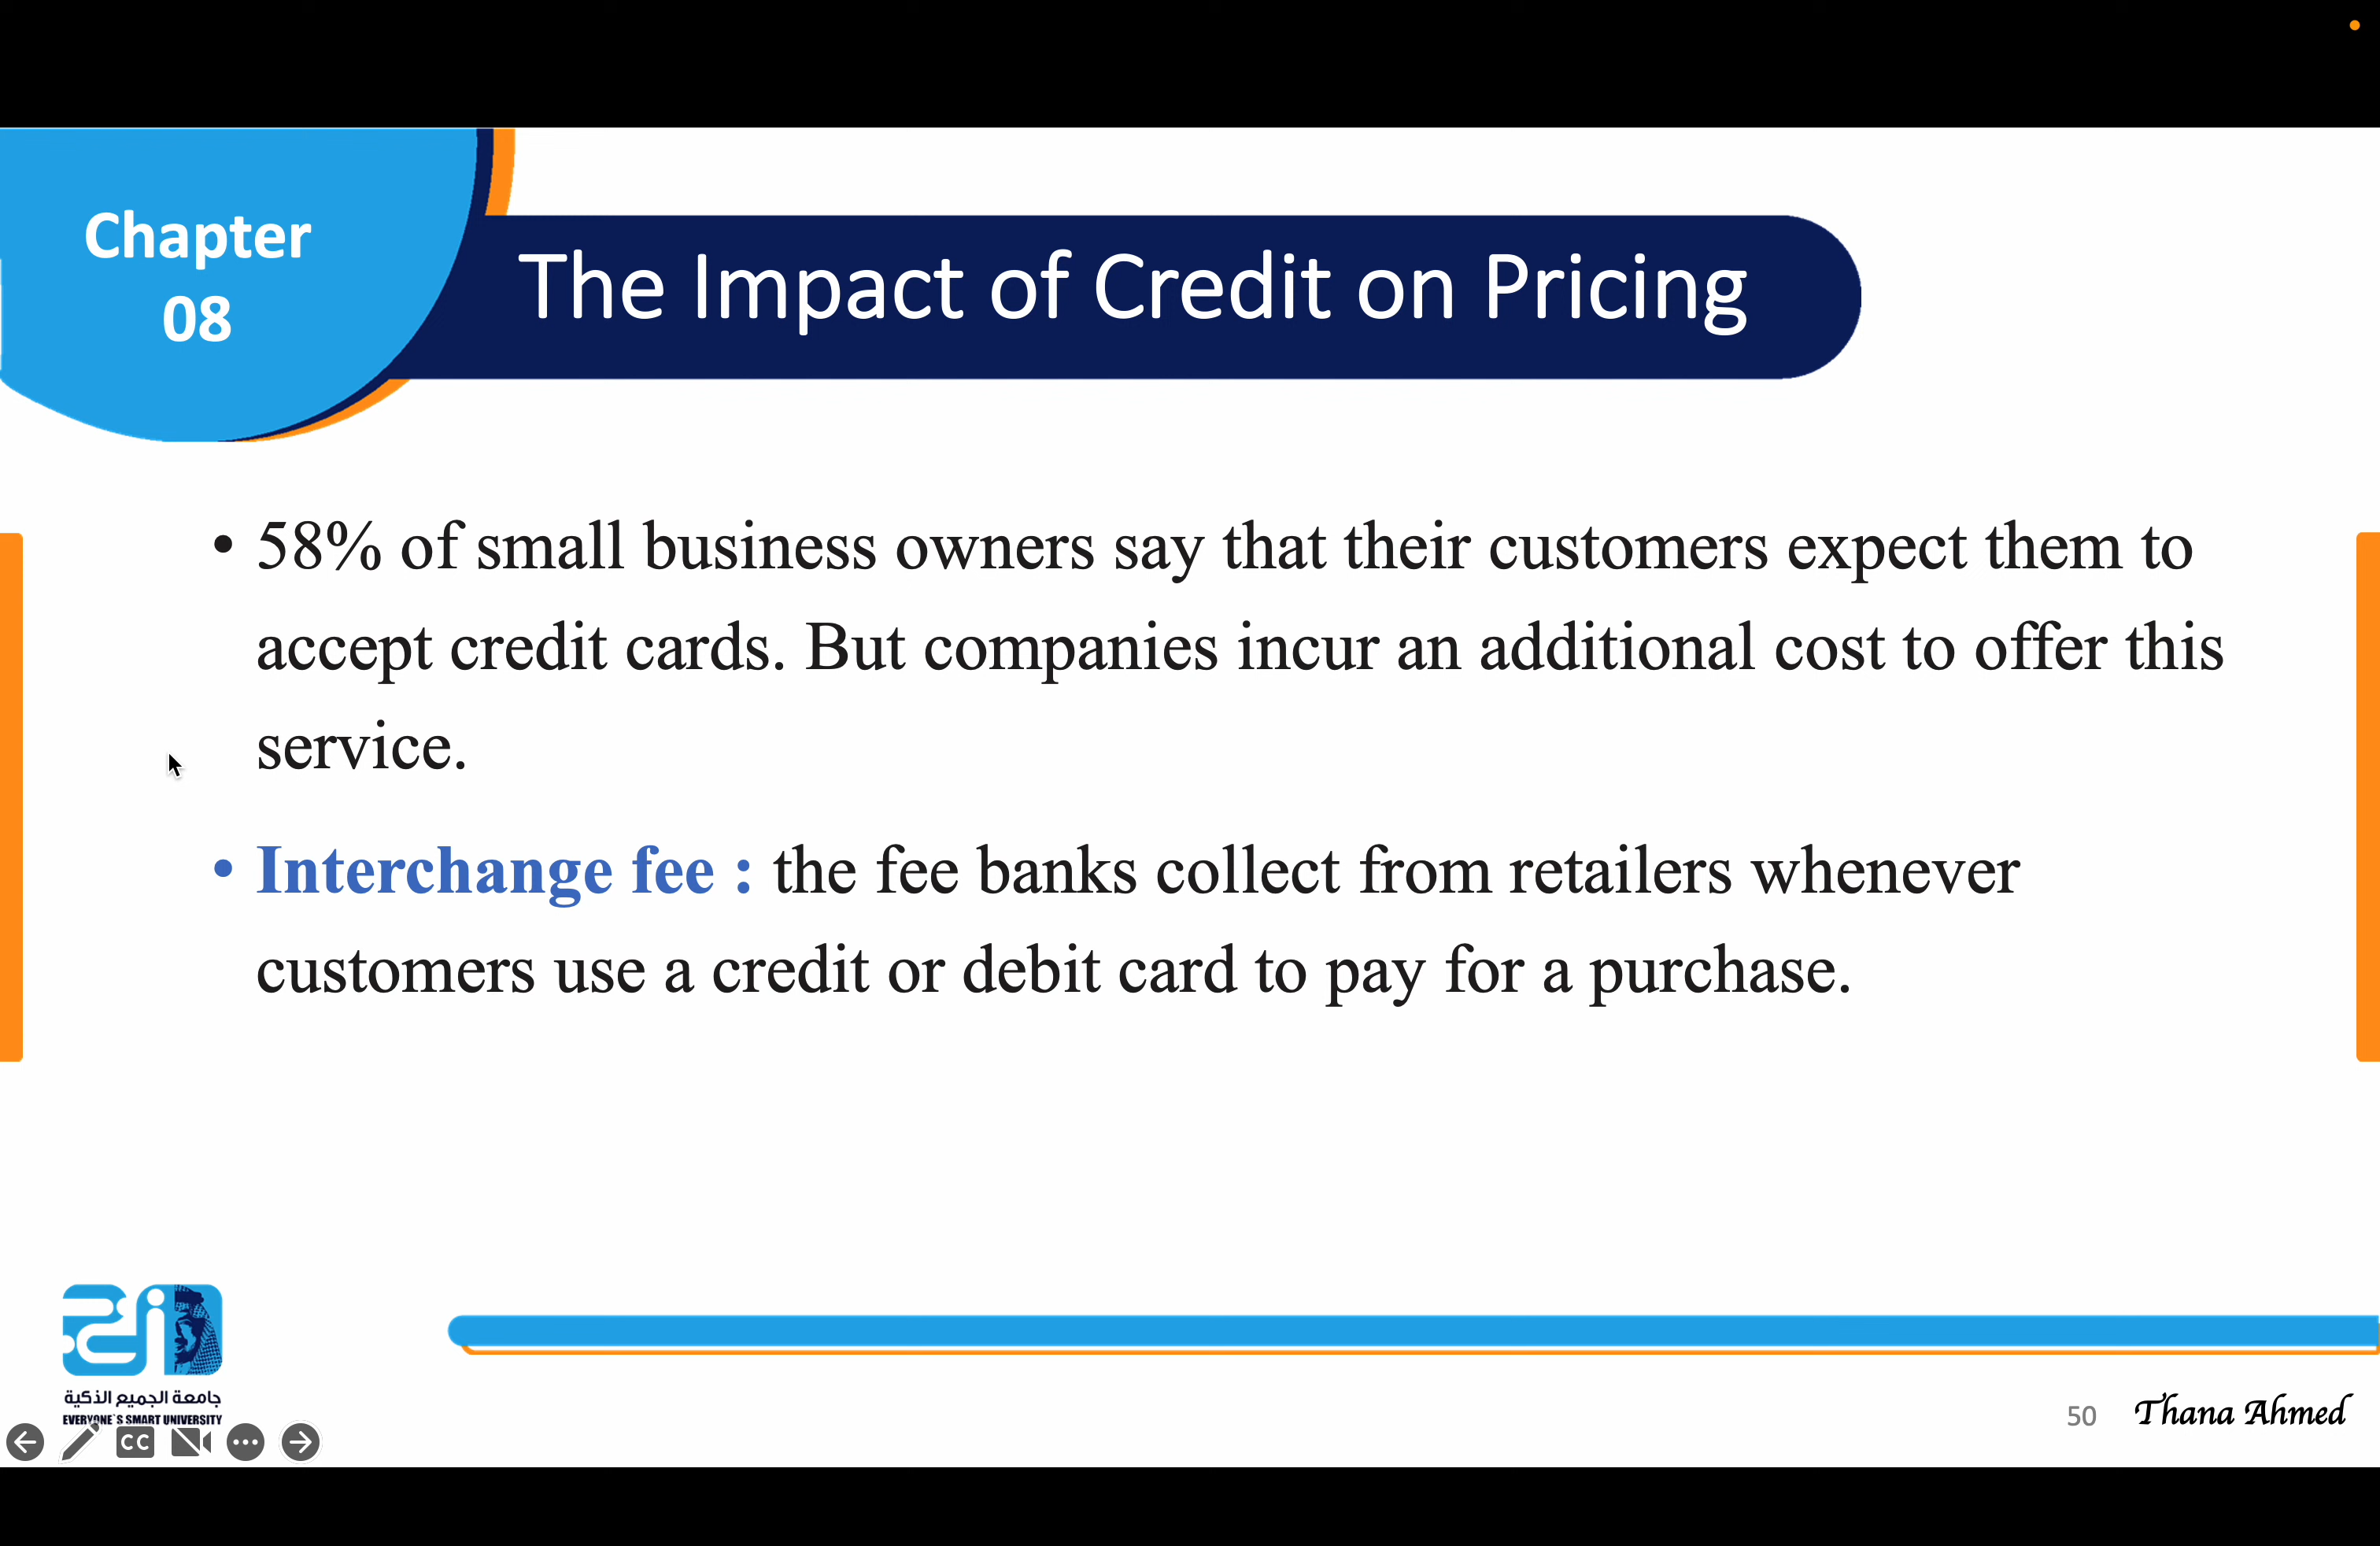 Chapter
08
The Impact of Credit on Pricing
• 58% of small business owners say that their customers expect them to
accept credit cards. But companies incur an additional cost to offer this
service.
• Interchange fee : the fee banks collect from retailers whenever
customers use a credit or debit card to pay for a purchase.
جامعة الجميع الذكية
EVERYONE`S SMART UNIVERSITY
CC
50
Thana Ahmed